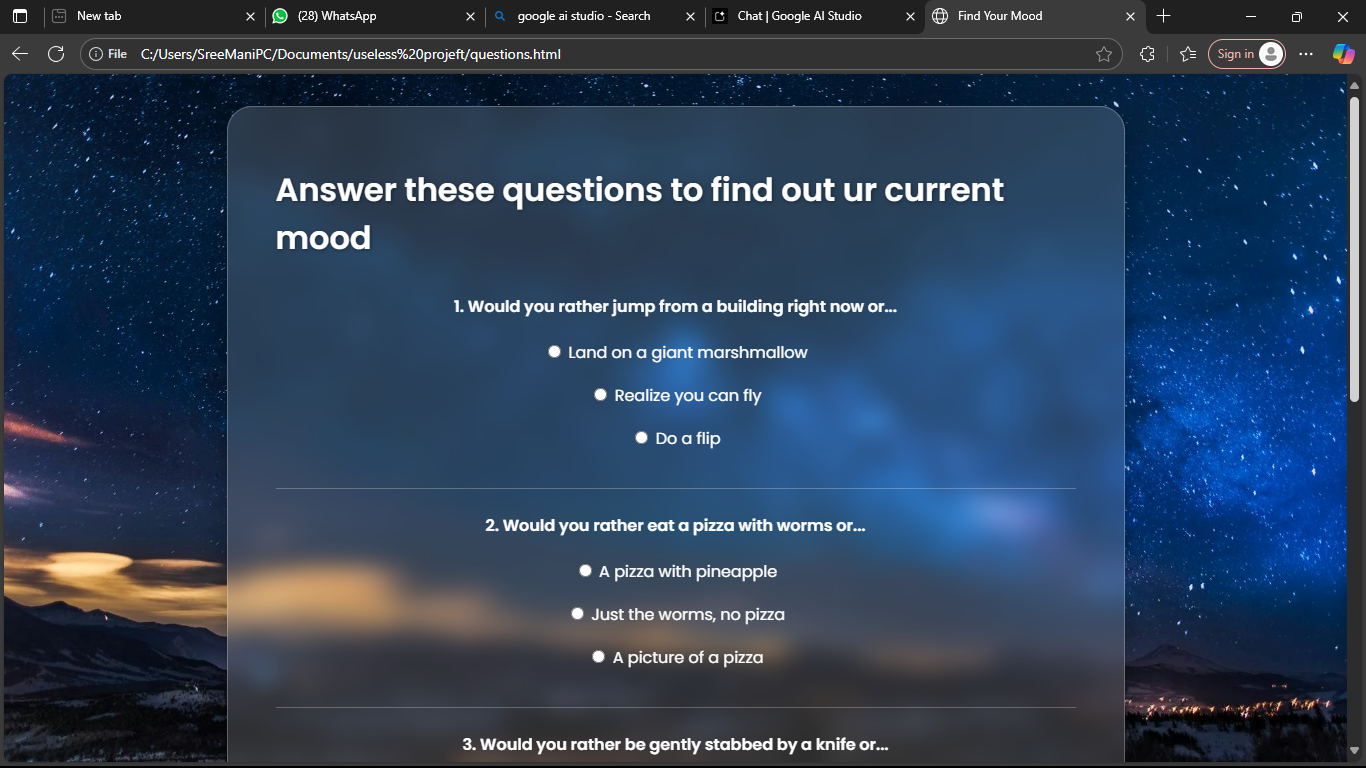 New tab
(28) WhatsApp
google ai studio - Search
Chat | Google AI Studio
Find Your Mood
File
C:/Users/SreeManiPC/Documents/useless%20projeft/questions.html
Sign in
Answer these questions to find out ur current
mood
1. Would you rather jump from a building right now or...
Land on a giant marshmallow
Realize you can fly
Do a flip
2. Would you rather eat a pizza with worms or...
A pizza with pineapple
Just the worms, no pizza
A picture of a pizza
3. Would you rather be gently stabbed by a knife or...